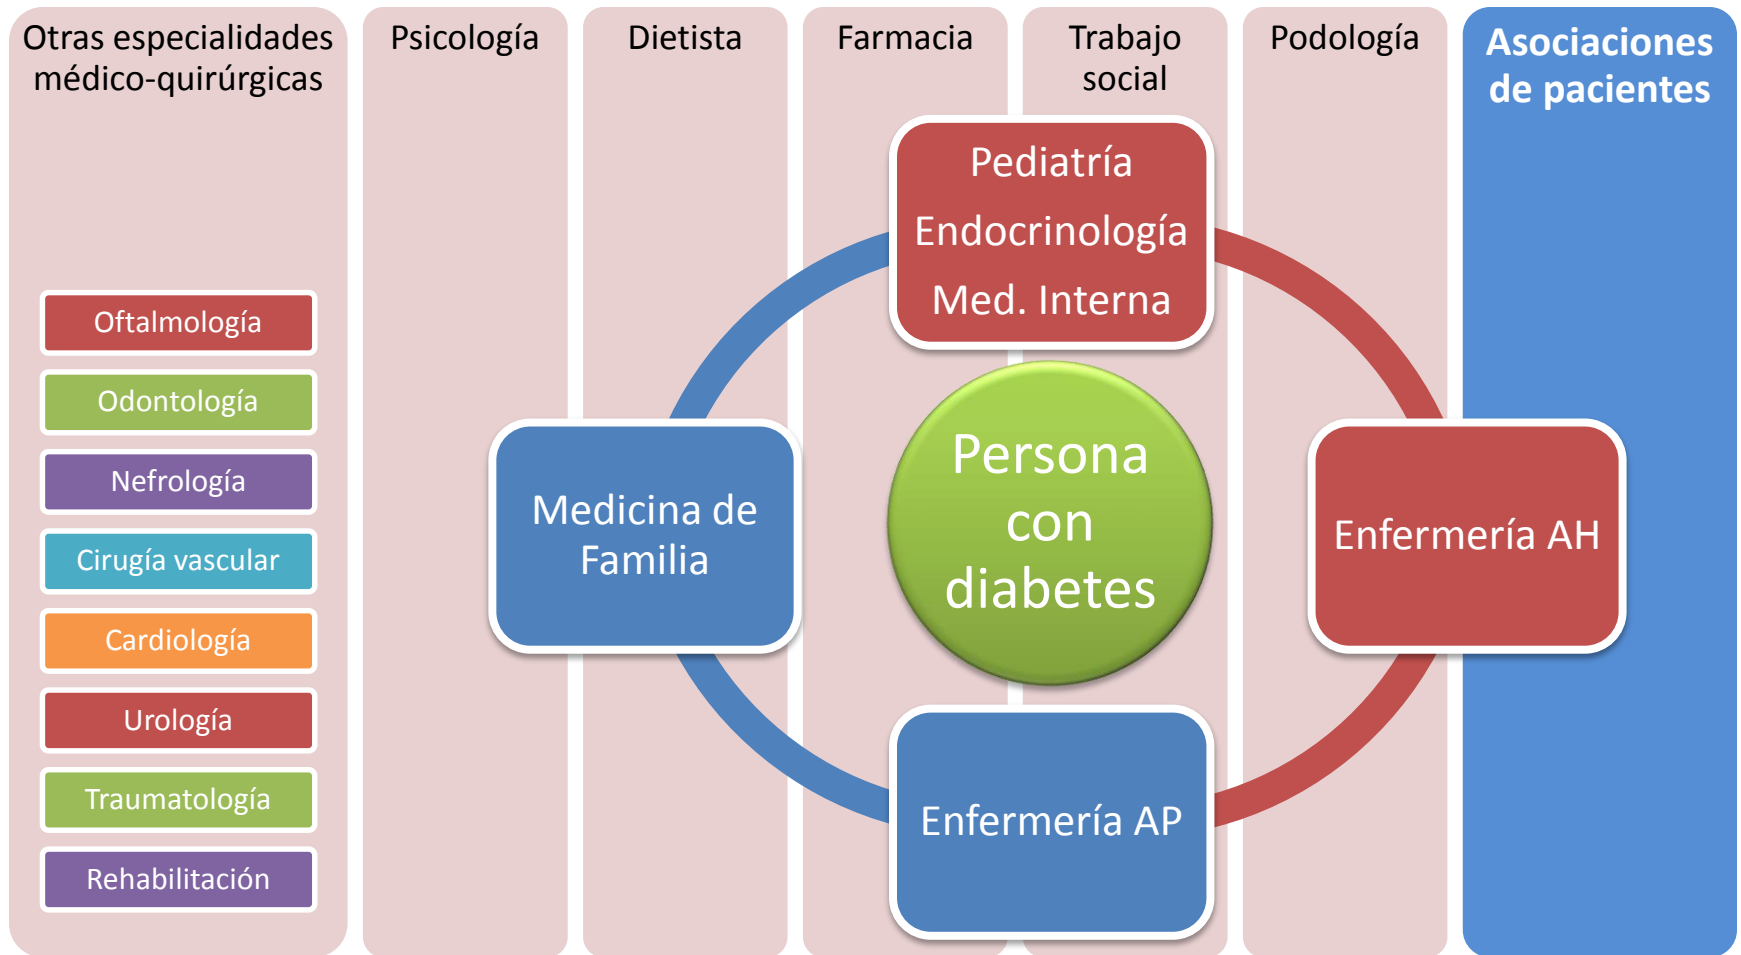 Otras especialidades
médico-quirúrgicas
Psicología
Dietista
Farmacia
Trabajo
social
Podología
Asociaciones
de pacientes
Oftalmología
Odontología
Nefrología
Cirugía vascular
Cardiología
Urología
Traumatología
Rehabilitación
Pediatría
Endocrinología
Med. Interna
Medicina de
Familia
Persona
con
diabetes
Enfermería AH
Enfermería AP